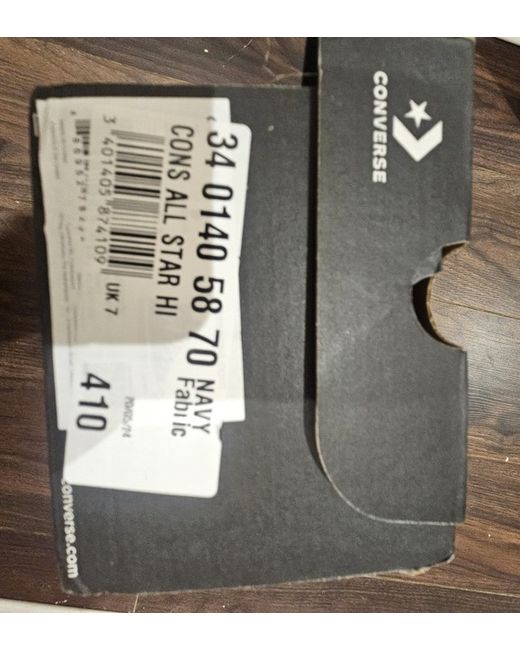 CONVERSE
34 0140 58 70 NAVY
Fabric
CONS ALL STAR HI
3 401405 874109
UK 7
410
converse.com